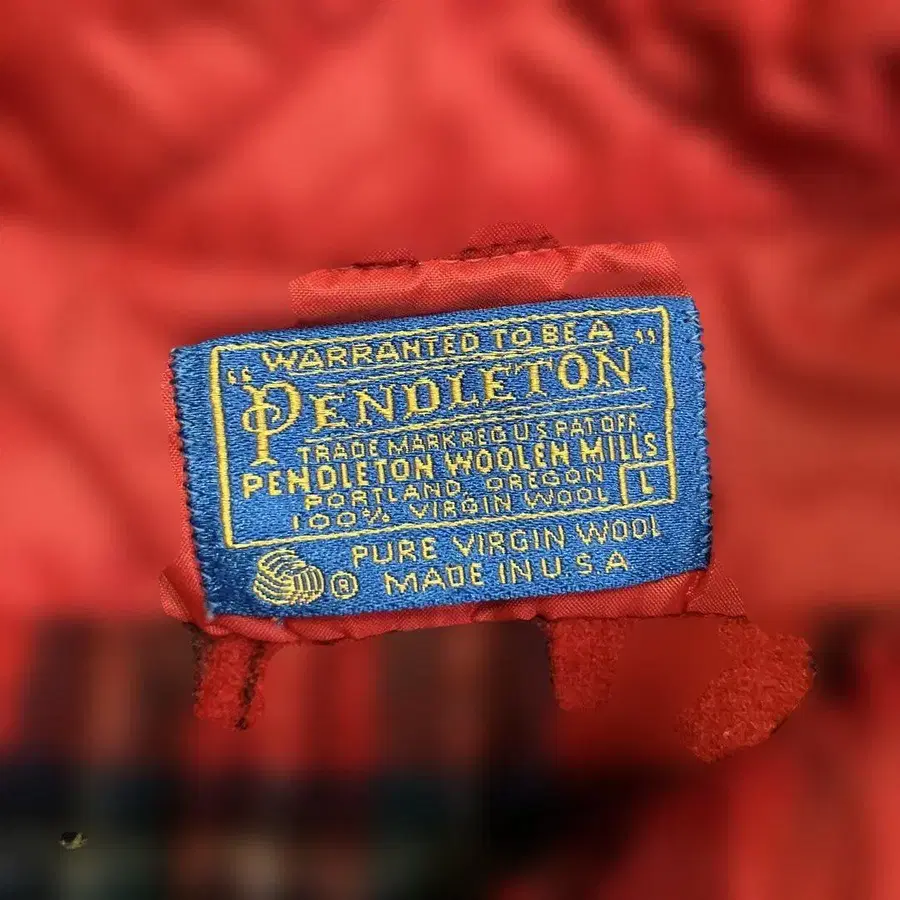 "WARRANTED TO BE A
PENDLETON"
TRADE MARK REG U.S. PAT OFF.
PENDLETON WOOLEN MILLS
PORTLAND, OREGON
100% VIRGIN WOOL
L
PURE VIRGIN WOOL
® MADE IN U.S.A